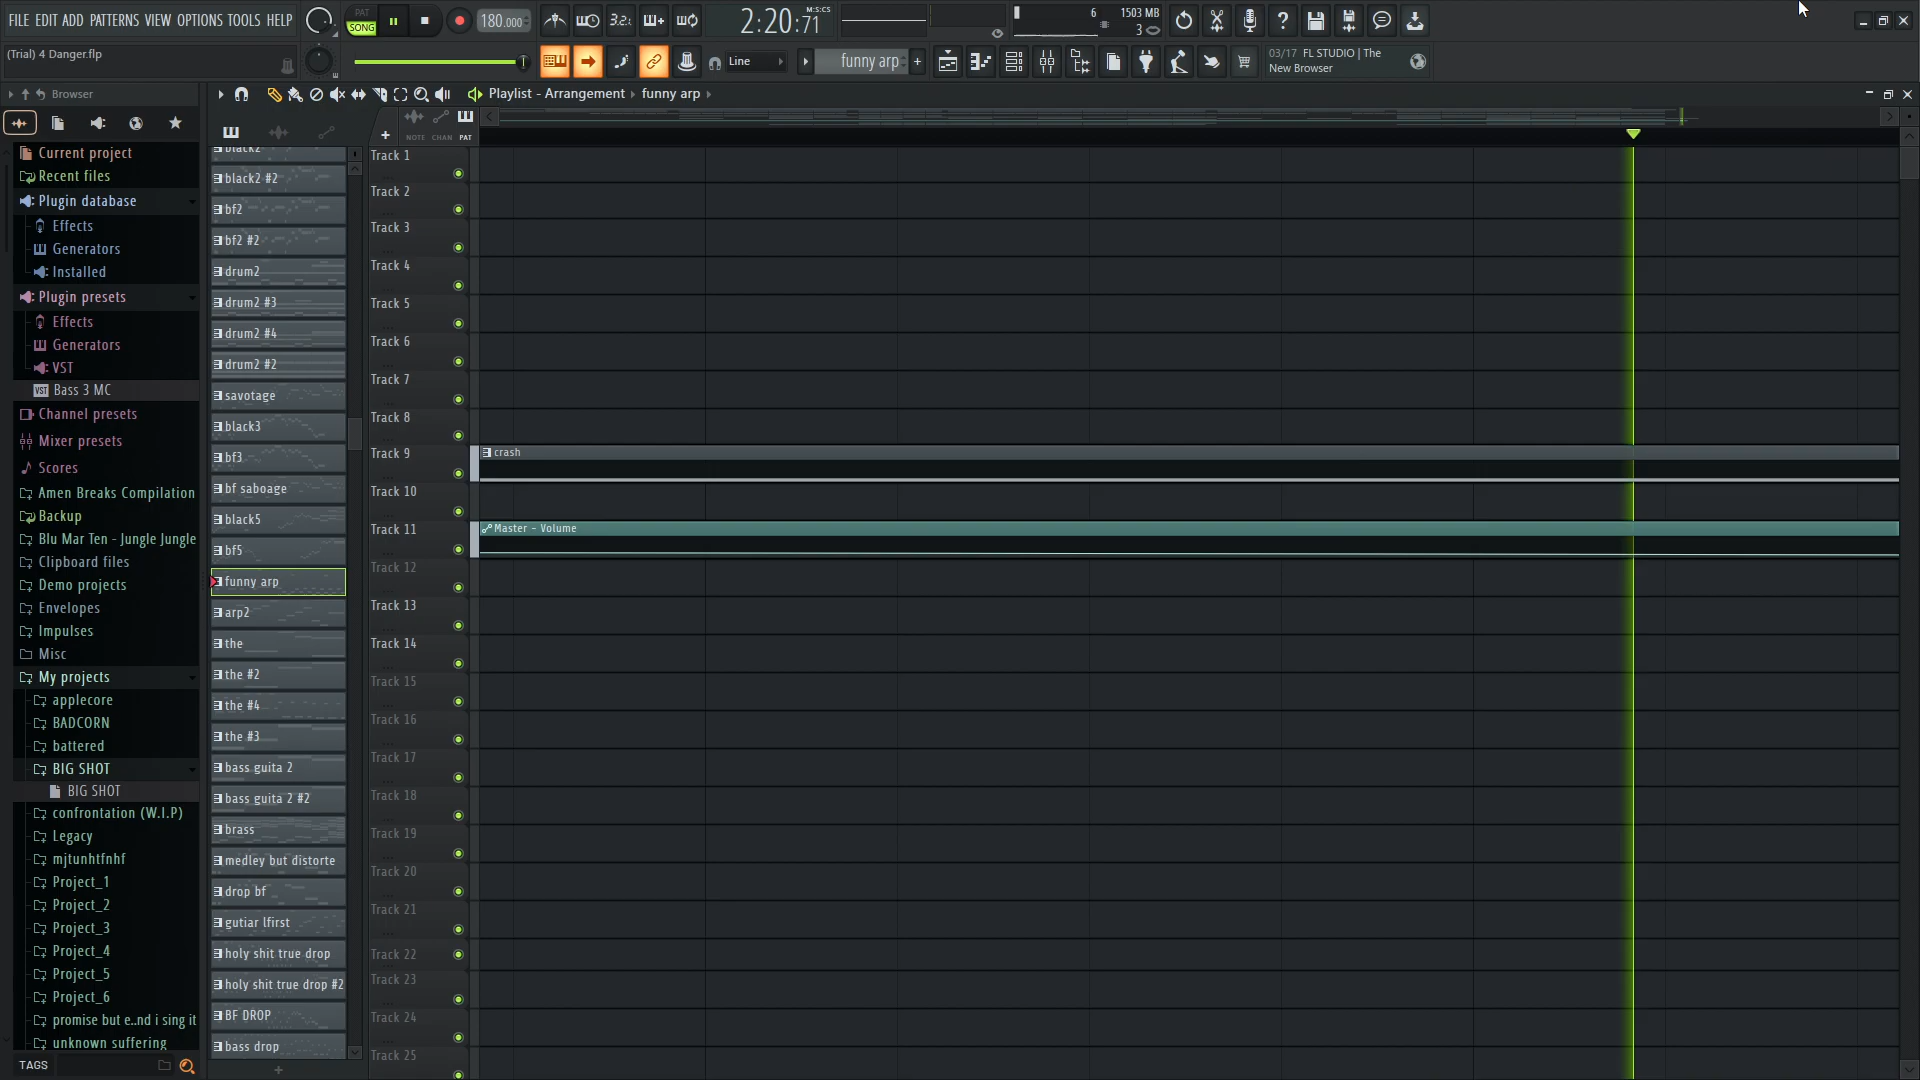 FILE EDIT ADD PATTERNS VIEW OPTIONS TOOLS HELP
PAT
SONG
180.000
3.2.
2:20:71
M:S:CS
6
1503 MB
3
(Trial) 4 Danger.flp
Line
funny arp
+
03/17 FL STUDIO | The
New Browser
Browser
Playlist - Arrangement › funny arp ›
NOTE CHAN PAT
Current project
Recent files
Plugin database
Effects
Generators
Installed
Plugin presets
Effects
Generators
VST
Bass 3 MC
Channel presets
Mixer presets
Scores
Amen Breaks Compilation
Backup
Blu Mar Ten - Jungle Jungle
Clipboard files
Demo projects
Envelopes
Impulses
Misc
My projects
applecore
BADCORN
battered
BIG SHOT
BIG SHOT
confrontation (W.I.P)
Legacy
mjtunhtfnhf
Project_1
Project_2
Project_3
Project_4
Project_5
Project_6
promise but e..nd i sing it
unknown suffering
TAGS
black2
black2 #2
bf2
bf2 #2
drum2
drum2 #3
drum2 #4
drum2 #2
savotage
black3
bf3
bf saboage
black5
bf5
funny arp
arp2
the
the #2
the #4
the #3
bass guita 2
bass guita 2 #2
brass
medley but distorte
drop bf
gutiar lfirst
holy shit true drop
holy shit true drop #2
BF DROP
bass drop
Track 1
Track 2
Track 3
Track 4
Track 5
Track 6
Track 7
Track 8
Track 9
crash
Track 10
Track 11
Master - Volume
Track 12
Track 13
Track 14
Track 15
Track 16
Track 17
Track 18
Track 19
Track 20
Track 21
Track 22
Track 23
Track 24
Track 25